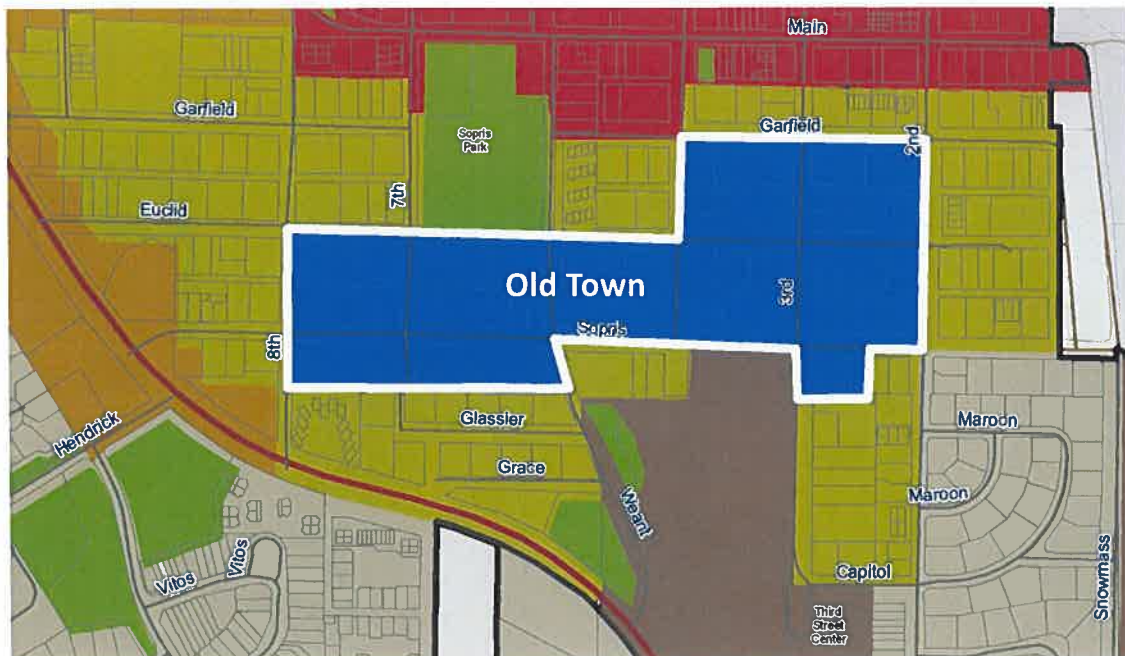 Main
Garfield
Sopris
Park
Garfield
2nd
7th
Euclid
Old Town
3rd
Sopris
8th
Glassier
Hendrick
Maroon
Grace
Maroon
Weant
Vitos
Vitos
Capitol
Snowmass
Third
Street
Center